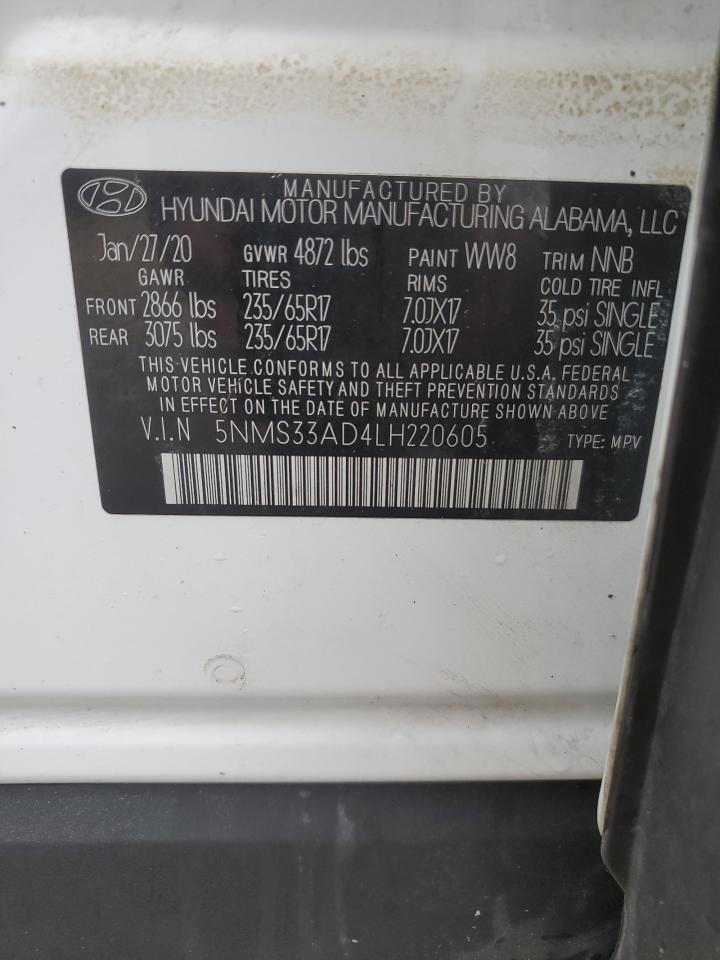 MANUFACTURED BY
HYUNDAI MOTOR MANUFACTURING ALABAMA, LLC
Jan/27/20 GVWR 4872 lbs PAINT WW8 TRIM NNB
GAWR TIRES RIMS COLD TIRE INFL
FRONT 2866 lbs 235/65R17 7.0JX17 35 psi SINGLE
REAR 3075 lbs 235/65R17 7.0JX17 35 psi SINGLE
THIS VEHICLE CONFORMS TO ALL APPLICABLE U.S.A. FEDERAL
MOTOR VEHICLE SAFETY AND THEFT PREVENTION STANDARDS
IN EFFECT ON THE DATE OF MANUFACTURE SHOWN ABOVE
V.I.N 5NMS33AD4LH220605 TYPE: MPV